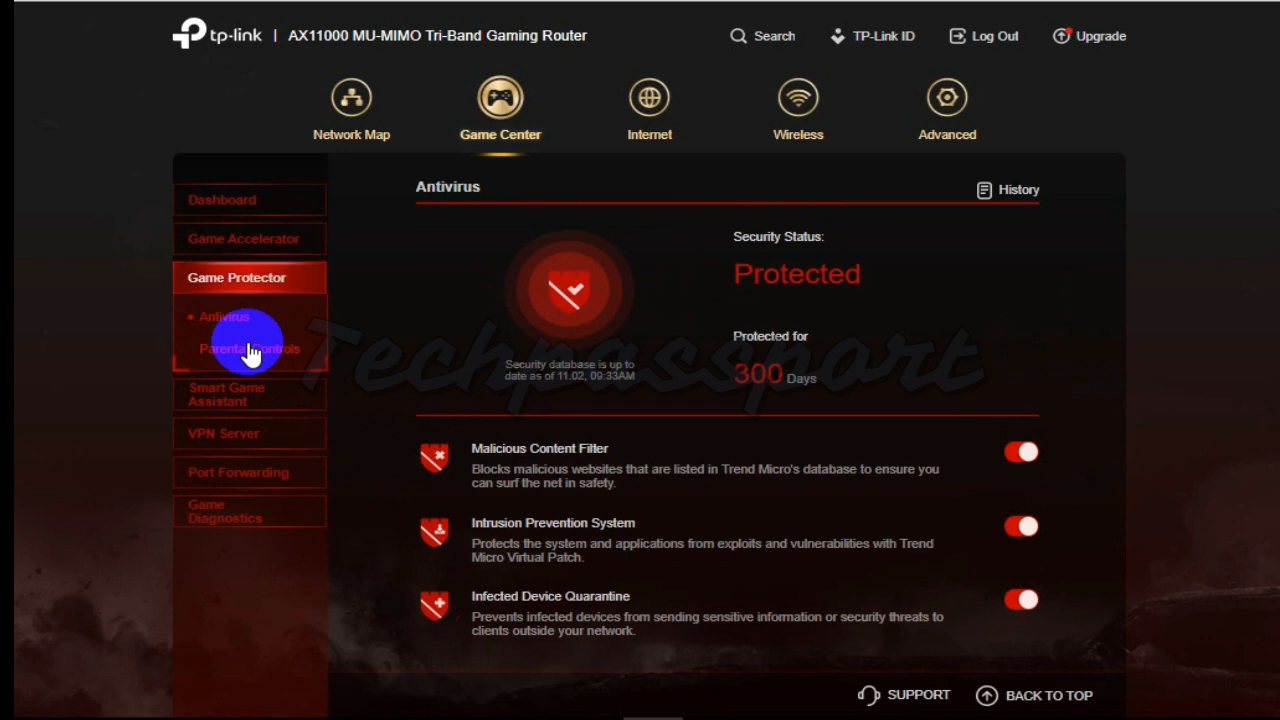 tp-link | AX11000 MU-MIMO Tri-Band Gaming Router
Search
TP-Link ID
Log Out
Upgrade
Network Map
Game Center
Internet
Wireless
Advanced
Dashboard
Game Accelerator
Game Protector
Antivirus
Parental Controls
Smart Game
Assistant
VPN Server
Port Forwarding
Game
Diagnostics
Antivirus
History
Security Status:
Protected
Security database is up to
date as of 11.02, 09:33AM
Protected for
300 Days
Techpassport
Malicious Content Filter
Blocks malicious websites that are listed in Trend Micro's database to ensure you
can surf the net in safety.
Intrusion Prevention System
Protects the system and applications from exploits and vulnerabilities with Trend
Micro Virtual Patch.
Infected Device Quarantine
Prevents infected devices from sending sensitive information or security threats to
clients outside your network.
SUPPORT
BACK TO TOP